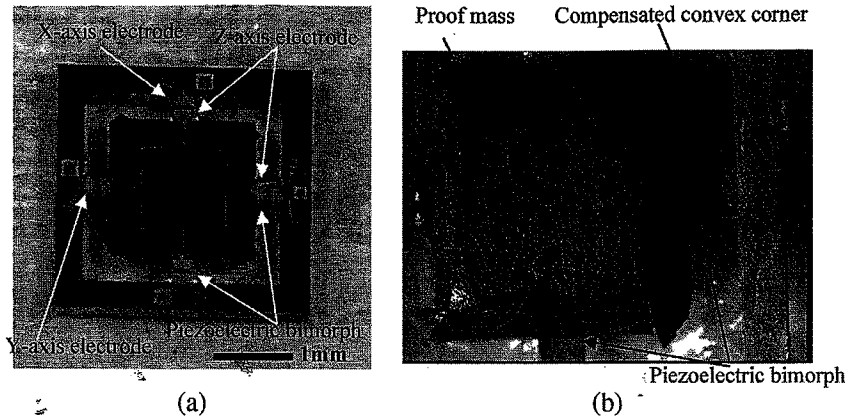 X-axis electrode
Z-axis electrode
Piezoelectric bimorph
Y-axis electrode
1mm
(a)
Proof mass
Compensated convex corner
Piezoelectric bimorph
(b)